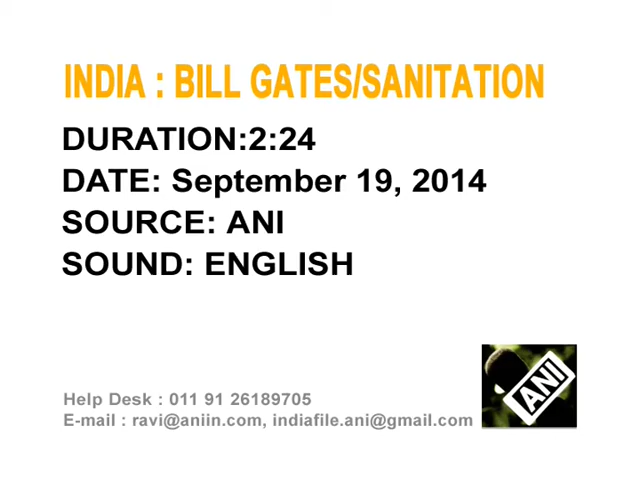 INDIA : BILL GATES/SANITATION
DURATION:2:24
DATE: September 19, 2014
SOURCE: ANI
SOUND: ENGLISH
Help Desk : 011 91 26189705
E-mail : ravi@aniin.com, indiafile.ani@gmail.com
ANI